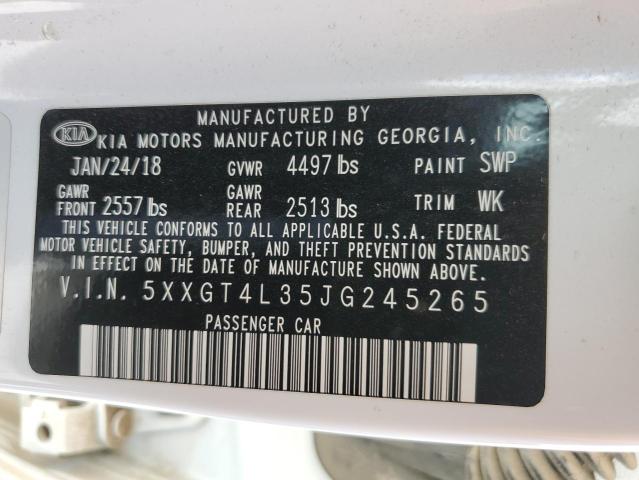 MANUFACTURED BY
KIA KIA MOTORS MANUFACTURING GEORGIA, INC.
JAN/24/18 GVWR 4497 lbs PAINT SWP
GAWR FRONT 2557 lbs GAWR REAR 2513 lbs TRIM WK
THIS VEHICLE CONFORMS TO ALL APPLICABLE U.S.A. FEDERAL
MOTOR VEHICLE SAFETY, BUMPER, AND THEFT PREVENTION STANDARDS
IN EFFECT ON THE DATE OF MANUFACTURE SHOWN ABOVE.
V.I.N. 5XXGT4L35JG245265
PASSENGER CAR